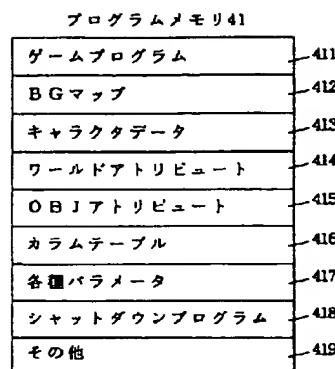 プログラムメモリ41
ゲームプログラム 411
BGマップ 412
キャラクタデータ 413
ワールドアトリビュート 414
OBJアトリビュート 415
カラムテーブル 416
各種パラメータ 417
シャットダウンプログラム 418
その他 419